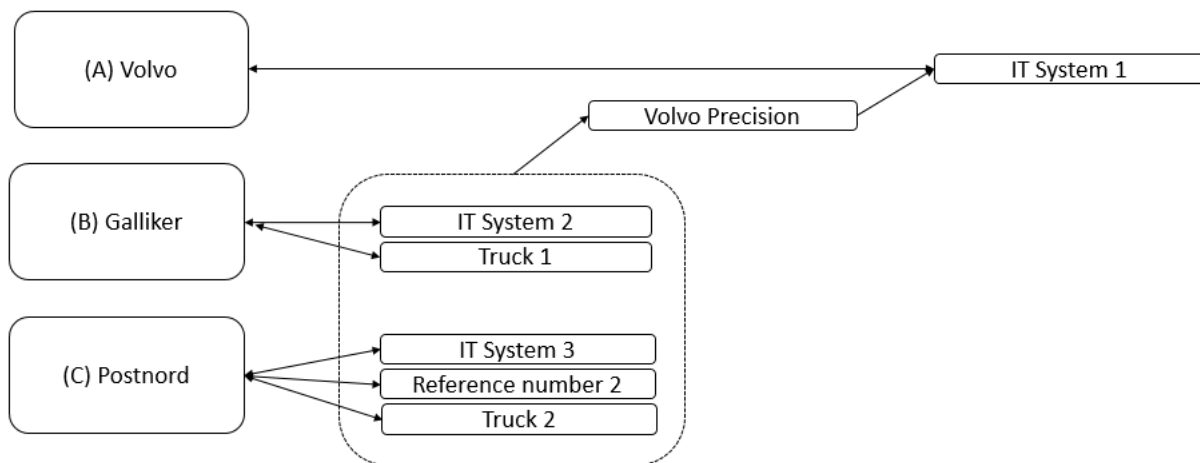 (A) Volvo
IT System 1
Volvo Precision
(B) Galliker
IT System 2
Truck 1
(C) Postnord
IT System 3
Reference number 2
Truck 2